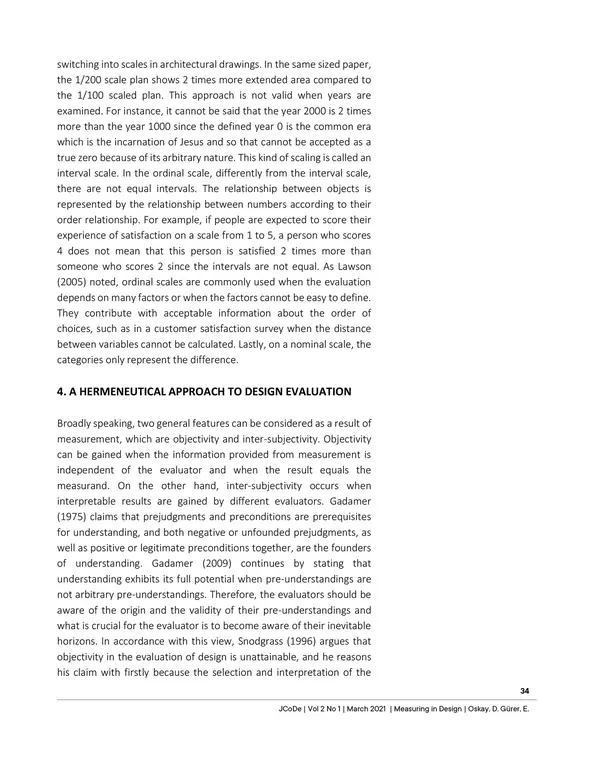 switching into scales in architectural drawings. In the same sized paper,
the 1/200 scale plan shows 2 times more extended area compared to
the 1/100 scaled plan. This approach is not valid when years are
examined. For instance, it cannot be said that the year 2000 is 2 times
more than the year 1000 since the defined year 0 is the common era
which is the incarnation of Jesus and so that cannot be accepted as a
true zero because of its arbitrary nature. This kind of scaling is called an
interval scale. In the ordinal scale, differently from the interval scale,
there are not equal intervals. The relationship between objects is
represented by the relationship between numbers according to their
order relationship. For example, if people are expected to score their
experience of satisfaction on a scale from 1 to 5, a person who scores
4 does not mean that this person is satisfied 2 times more than
someone who scores 2 since the intervals are not equal. As Lawson
(2005) noted, ordinal scales are commonly used when the evaluation
depends on many factors or when the factors cannot be easy to define.
They contribute with acceptable information about the order of
choices, such as in a customer satisfaction survey when the distance
between variables cannot be calculated. Lastly, on a nominal scale, the
categories only represent the difference.
4. A HERMENEUTICAL APPROACH TO DESIGN EVALUATION
Broadly speaking, two general features can be considered as a result of
measurement, which are objectivity and inter-subjectivity. Objectivity
can be gained when the information provided from measurement is
independent of the evaluator and when the result equals the
measurand. On the other hand, inter-subjectivity occurs when
interpretable results are gained by different evaluators. Gadamer
(1975) claims that prejudgments and preconditions are prerequisites
for understanding, and both negative or unfounded prejudgments, as
well as positive or legitimate preconditions together, are the founders
of understanding. Gadamer (2009) continues by stating that
understanding exhibits its full potential when pre-understandings are
not arbitrary pre-understandings. Therefore, the evaluators should be
aware of the origin and the validity of their pre-understandings and
what is crucial for the evaluator is to become aware of their inevitable
horizons. In accordance with this view, Snodgrass (1996) argues that
objectivity in the evaluation of design is unattainable, and he reasons
his claim with firstly because the selection and interpretation of the
34
JCoDe | Vol 2 No 1 | March 2021 | Measuring in Design | Oskay, D. Gürer, E.